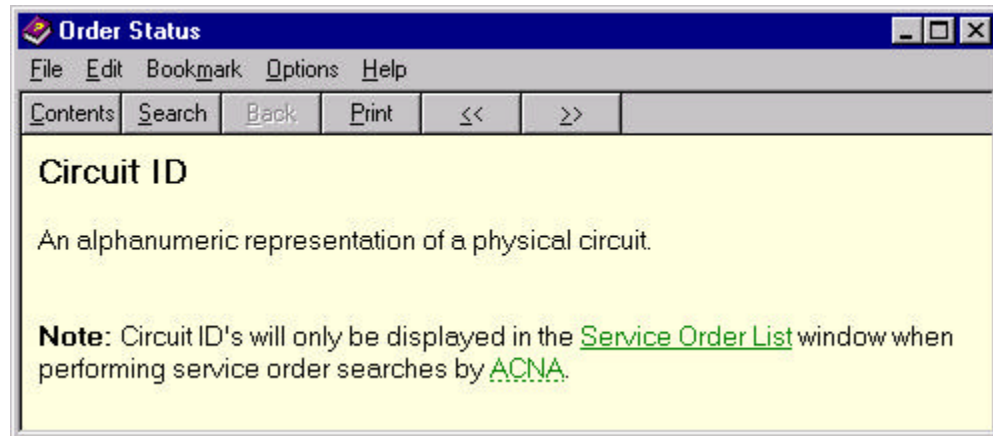 Order Status
File Edit Bookmark Options Help
Contents Search Back Print << >>
Circuit ID
An alphanumeric representation of a physical circuit.
Note: Circuit ID's will only be displayed in the Service Order List window when
performing service order searches by ACNA.